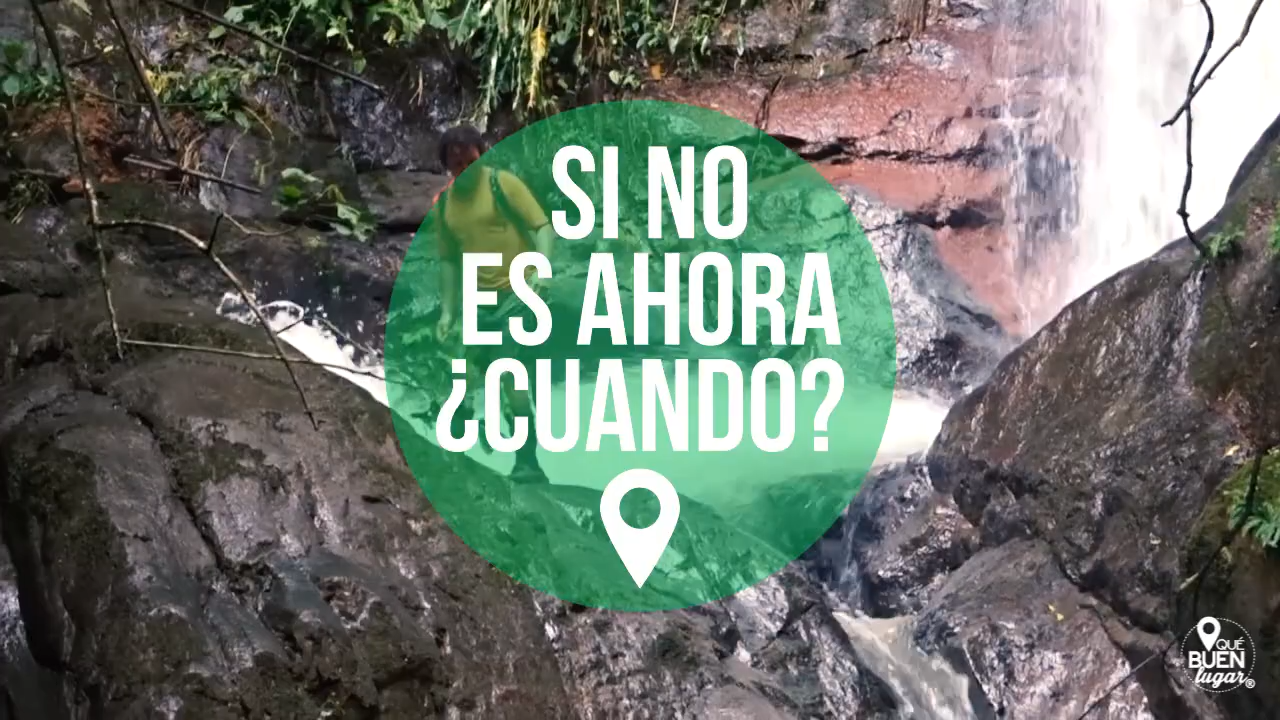 SI NO
ES AHORA
¿CUANDO?
QUÉ
BUEN
lugar®